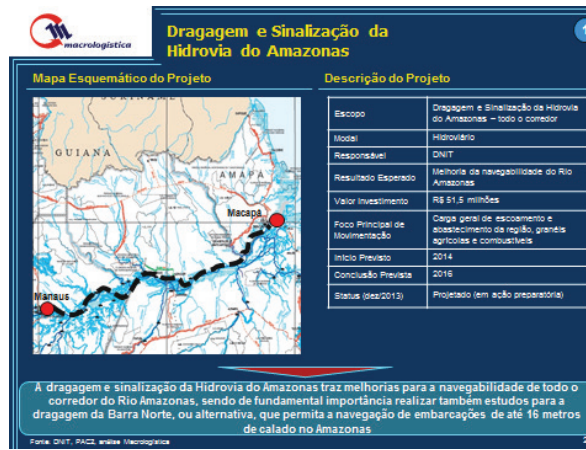 macrologística
Dragagem e Sinalização da
Hidrovia do Amazonas
1
Mapa Esquemático do Projeto
Descrição do Projeto
SURINAME
GUIANA
AMAPÁ
Macapá
Manaus
Escopo
Dragagem e Sinalização da Hidrovia
do Amazonas – todo o corredor
Modal
Hidroviário
Responsável
DNIT
Resultado Esperado
Melhoria da navegabilidade do Rio
Amazonas
Valor Investimento
R$ 51,5 milhões
Foco Principal de
Movimentação
Carga geral de escoamento e
abastecimento da região, granéis
agrícolas e combustíveis
Início Previsto
2014
Conclusão Prevista
2016
Status (dez/2013)
Projetado (em ação preparatória)
A dragagem e sinalização da Hidrovia do Amazonas traz melhorias para a navegabilidade de todo o
corredor do Rio Amazonas, sendo de fundamental importância realizar também estudos para a
dragagem da Barra Norte, ou alternativa, que permita a navegação de embarcações de até 16 metros
de calado no Amazonas
Fonte: DNIT, PAC2, análise Macrologística